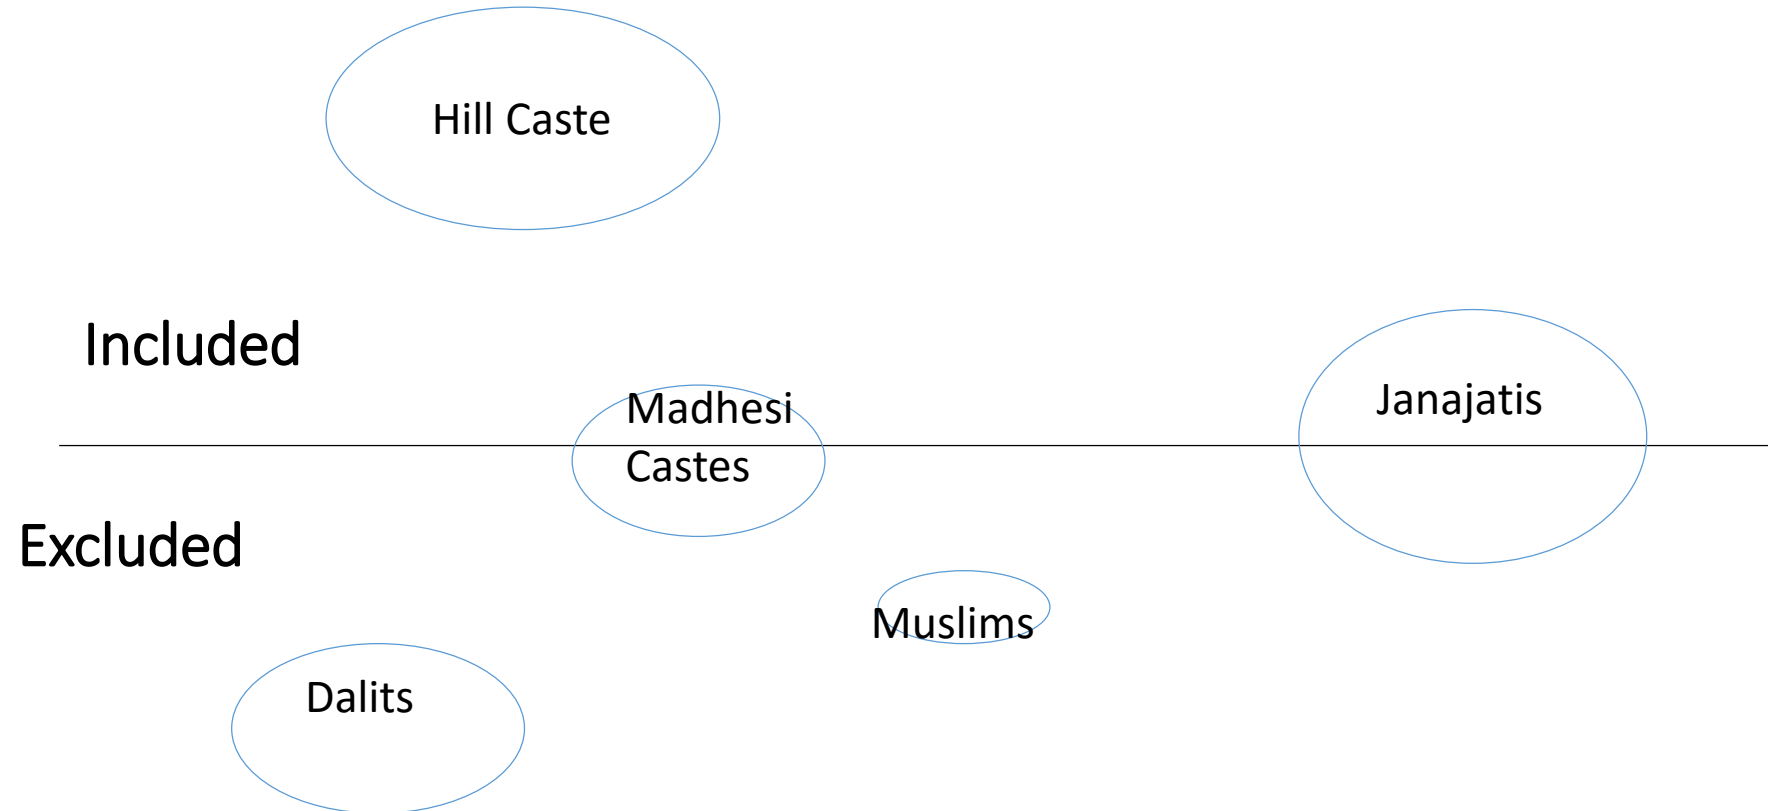 Hill Caste
Included
Madhesi
Castes
Janajatis
Excluded
Muslims
Dalits